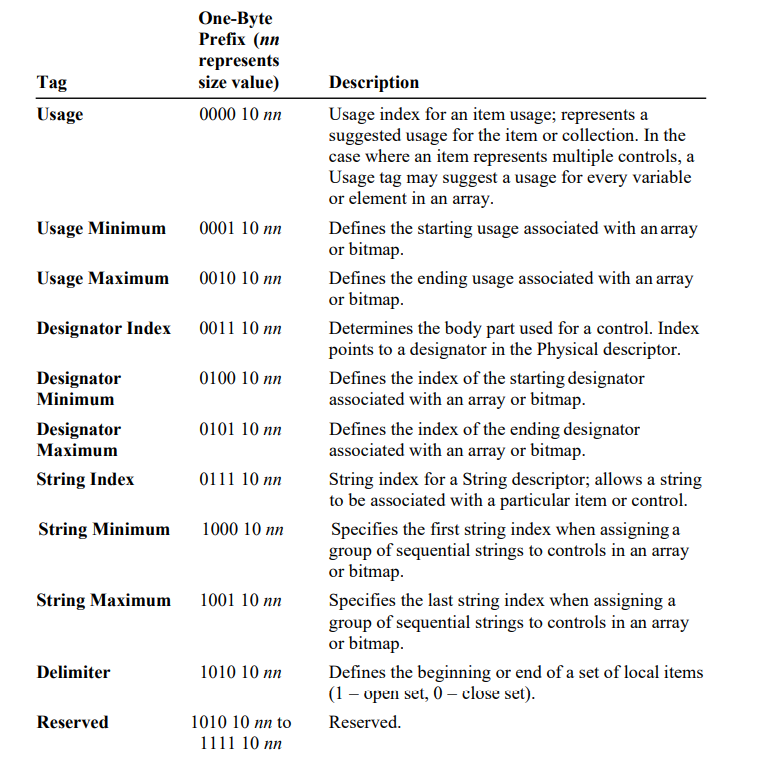 One-Byte
Prefix (nn
represents
Tag size value) Description
Usage 0000 10 nn Usage index for an item usage; represents a
suggested usage for the item or collection. In the
case where an item represents multiple controls, a
Usage tag may suggest a usage for every variable
or element in an array.
Usage Minimum 0001 10 nn Defines the starting usage associated with an array
or bitmap.
Usage Maximum 0010 10 nn Defines the ending usage associated with an array
or bitmap.
Designator Index 0011 10 nn Determines the body part used for a control. Index
points to a designator in the Physical descriptor.
Designator 0100 10 nn Defines the index of the starting designator
Minimum associated with an array or bitmap.
Designator 0101 10 nn Defines the index of the ending designator
Maximum associated with an array or bitmap.
String Index 0111 10 nn String index for a String descriptor; allows a string
to be associated with a particular item or control.
String Minimum 1000 10 nn Specifies the first string index when assigning a
group of sequential strings to controls in an array
or bitmap.
String Maximum 1001 10 nn Specifies the last string index when assigning a
group of sequential strings to controls in an array
or bitmap.
Delimiter 1010 10 nn Defines the beginning or end of a set of local items
(1 – open set, 0 – close set).
Reserved 1010 10 nn to Reserved.
1111 10 nn